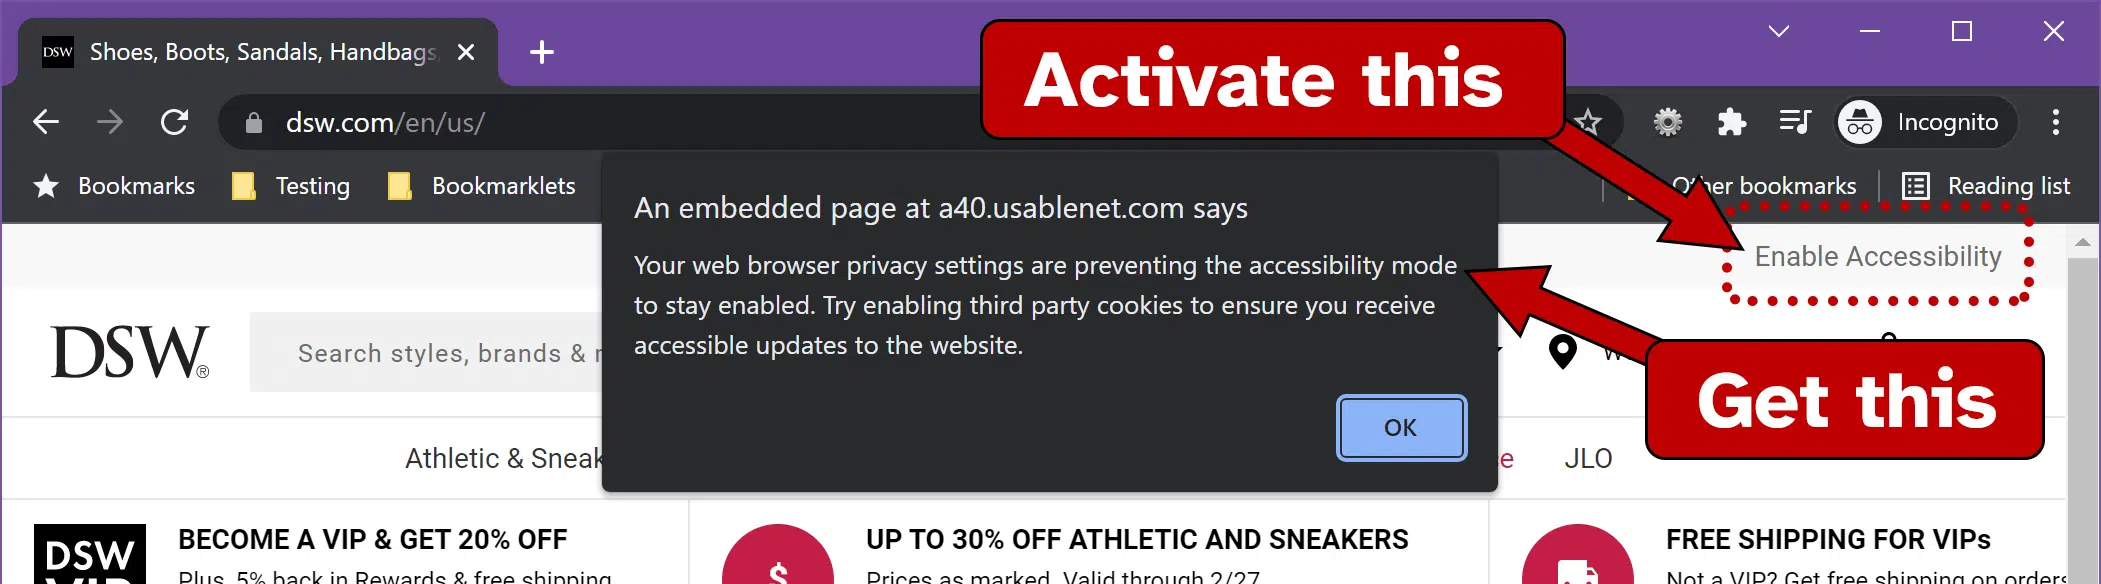 DSW Shoes, Boots, Sandals, Handbags,
Activate this
dsw.com/en/us/
Incognito
Bookmarks Testing Bookmarklets Other bookmarks Reading list
An embedded page at a40.usablenet.com says
Your web browser privacy settings are preventing the accessibility mode
to stay enabled. Try enabling third party cookies to ensure you receive
accessible updates to the website.
OK
Enable Accessibility
Get this
DSW®
Search styles, brands &
Athletic & Sneak
JLO
DSW
VIP
BECOME A VIP & GET 20% OFF
Plus, 5% back in Rewards & free shipping
$
UP TO 30% OFF ATHLETIC AND SNEAKERS
Prices as marked. Valid through 2/27
FREE SHIPPING FOR VIPs
Not a VIP? Get free shipping on orders